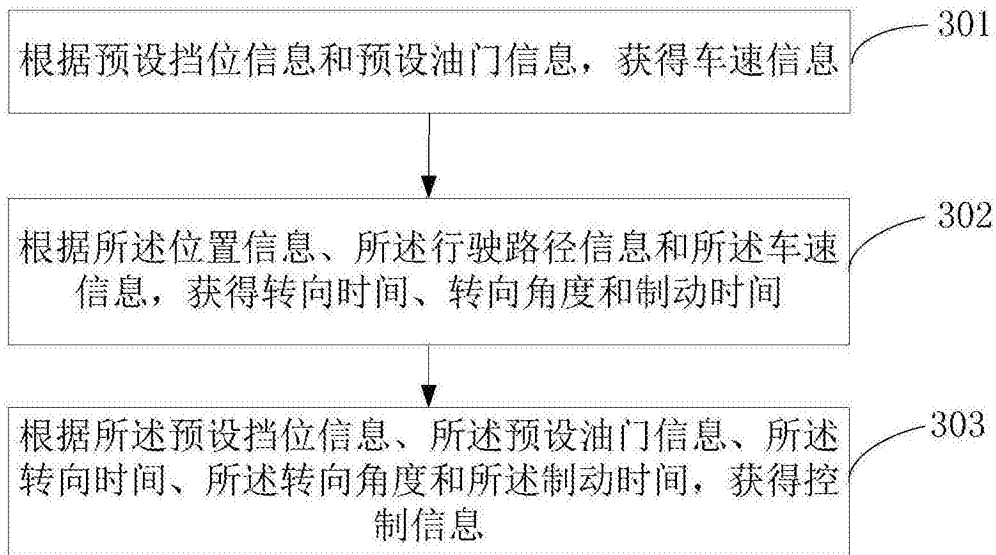 根据预设挡位信息和预设油门信息，获得车速信息
301
根据所述位置信息、所述行驶路径信息和所述车速
信息，获得转向时间、转向角度和制动时间
302
根据所述预设挡位信息、所述预设油门信息、所述
转向时间、所述转向角度和所述制动时间，获得控
制信息
303